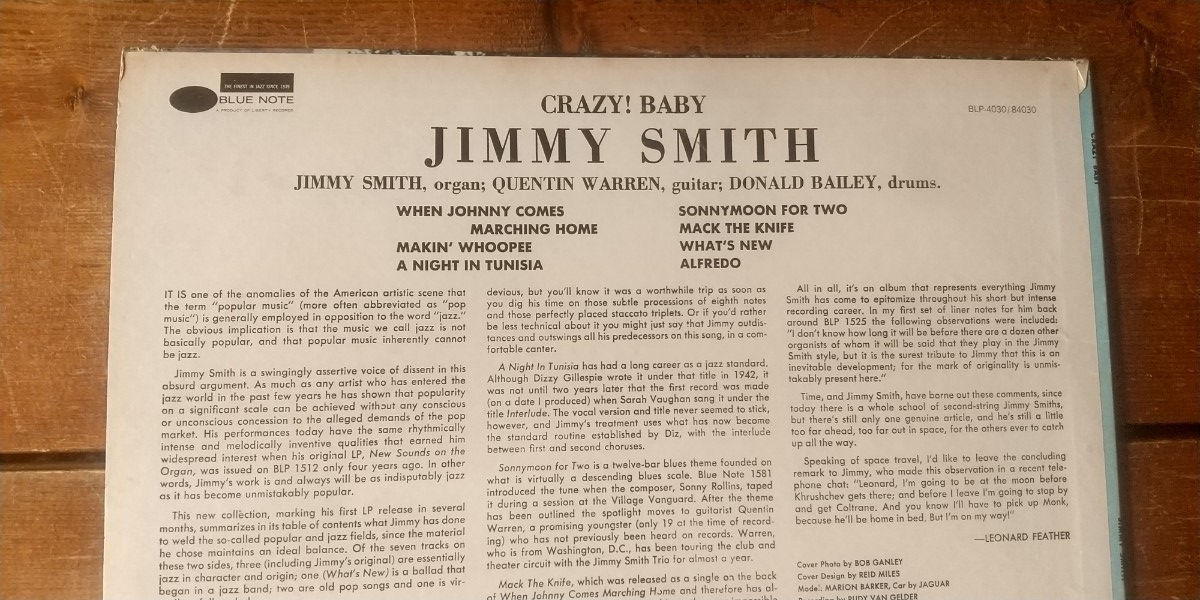 THE FINEST IN JAZZ SINCE 1939
BLUE NOTE
A PRODUCT OF LIBERTY RECORDS
CRAZY! BABY
BLP-4030/84030
JIMMY SMITH
JIMMY SMITH, organ; QUENTIN WARREN, guitar; DONALD BAILEY, drums.
WHEN JOHNNY COMES
MARCHING HOME
MAKIN' WHOOPEE
A NIGHT IN TUNISIA
SONNYMOON FOR TWO
MACK THE KNIFE
WHAT'S NEW
ALFREDO
IT IS one of the anomalies of the American artistic scene that
the term "popular music" (more often abbreviated as "pop
music") is generally employed in opposition to the word "jazz."
The obvious implication is that the music we call jazz is not
basically popular, and that popular music inherently cannot
be jazz.
Jimmy Smith is a swingingly assertive voice of dissent in this
absurd argument. As much as any artist who has entered the
jazz world in the past few years he has shown that popularity
on a significant scale can be achieved without any conscious
or unconscious concession to the alleged demands of the pop
market. His performances today have the same rhythmically
intense and melodically inventive qualities that earned him
widespread interest when his original LP, New Sounds on the
Organ, was issued on BLP 1512 only four years ago. In other
words, Jimmy's work is and always will be as indisputably jazz
as it has become unmistakably popular.
This new collection, marking his first LP release in several
months, summarizes in its table of contents what Jimmy has done
to weld the so-called popular and jazz fields, since the material
he chose maintains an ideal balance. Of the seven tracks on
these two sides, three (including Jimmy's original) are essentially
jazz in character and origin; one (What's New) is a ballad that
began in a jazz band; two are old pop songs and one is vir-
devious, but you'll know it was a worthwhile trip as soon as
you dig his time on those subtle processions of eighth notes
and those perfectly placed staccato triplets. Or if you'd rather
be less technical about it you might just say that Jimmy outdis-
tances and outswings all his predecessors on this song, in a com-
fortable canter.
A Night In Tunisia has had a long career as a jazz standard.
Although Dizzy Gillespie wrote it under that title in 1942, it
was not until two years later that the first record was made
(on a date I produced) when Sarah Vaughan sang it under the
title Interlude. The vocal version and title never seemed to stick,
however, and Jimmy's treatment uses what has now become
the standard routine established by Diz, with the interlude
between first and second choruses.
Sonnymoon for Two is a twelve-bar blues theme founded on
what is virtually a descending blues scale. Blue Note 1581
introduced the tune when the composer, Sonny Rollins, taped
it during a session at the Village Vanguard. After the theme
has been outlined the spotlight moves to guitarist Quentin
Warren, a promising youngster (only 19 at the time of record-
ing) who has not previously been heard on records. Warren,
who is from Washington, D.C., has been touring the club and
theater circuit with the Jimmy Smith Trio for almost a year.
Mack The Knife, which was released as a single on the back
of When Johnny Comes Marching Home and therefore has al-
All in all, it's an album that represents everything Jimmy
Smith has come to epitomize throughout his short but intense
recording career. In my first set of liner notes for him back
around BLP 1525 the following observations were included:
"I don't know how long it will be before there are a dozen other
organists of whom it will be said that they play in the Jimmy
Smith style, but it is the surest tribute to Jimmy that this is an
inevitable development; for the mark of originality is unmis-
takably present here."
Time, and Jimmy Smith, have borne out these comments, since
today there is a whole school of second-string Jimmy Smiths,
but there's still only one genuine article, and he's still a little
too far ahead, too far out in space, for the others ever to catch
up all the way.
Speaking of space travel, I'd like to leave the concluding
remark to Jimmy, who made this observation in a recent tele-
phone chat: "Leonard, I'm going to be at the moon before
Khrushchev gets there; and before I leave I'm going to stop by
and get Coltrane. And you know I'll have to pick up Monk,
because he'll be home in bed. But I'm on my way!"
—LEONARD FEATHER
Cover Photo by BOB GANLEY
Cover Design by REID MILES
Model: MARION BARKER, Car by JAGUAR
Recording by RUDY VAN GELDER